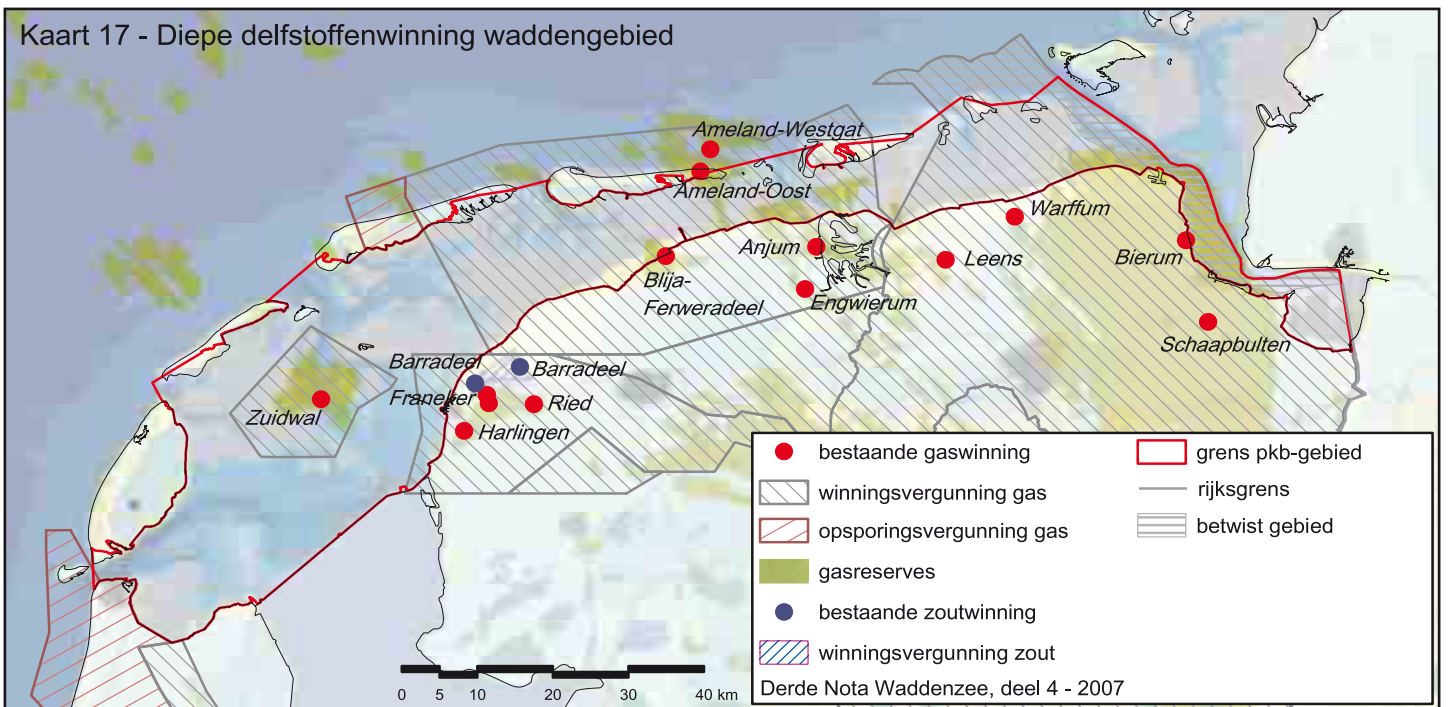 Kaart 17 - Diepe delfstoffenwinning waddengebied
Ameland-Westgat
Ameland-Oost
Warffum
Anjum
Leens
Bierum
Blija-
Ferweradeel
Engwierum
Schaapbulten
Barradeel
Barradeel
Franeker
Ried
Zuidwal
Harlingen
bestaande gaswinning
winningsvergunning gas
opsporingsvergunning gas
gasreserves
bestaande zoutwinning
winningsvergunning zout
grens pkb-gebied
rijksgrens
betwist gebied
Derde Nota Waddenzee, deel 4 - 2007
0 5 10 20 30 40 km